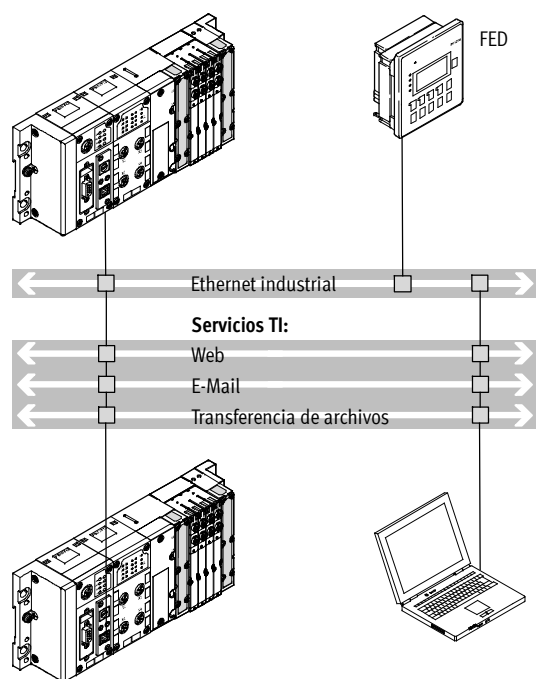 FED
Ethernet industrial
Servicios TI:
Web
E-Mail
Transferencia de archivos